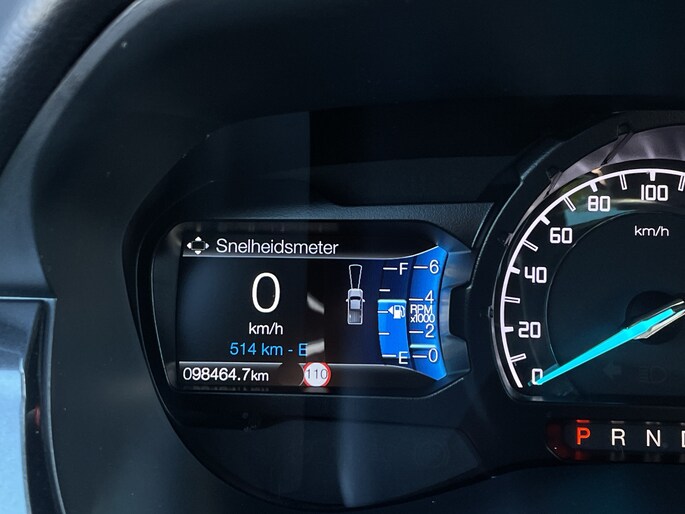 Snelheidsmeter
0
km/h
514 km - E
098464.7km
110
F
E
6
4
RPM
x1000
2
0
100
80
60
40
20
0
km/h
P R N D